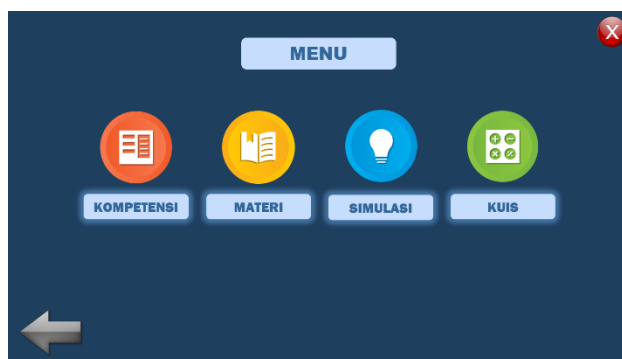 X
MENU
KOMPETENSI
MATERI
SIMULASI
KUIS